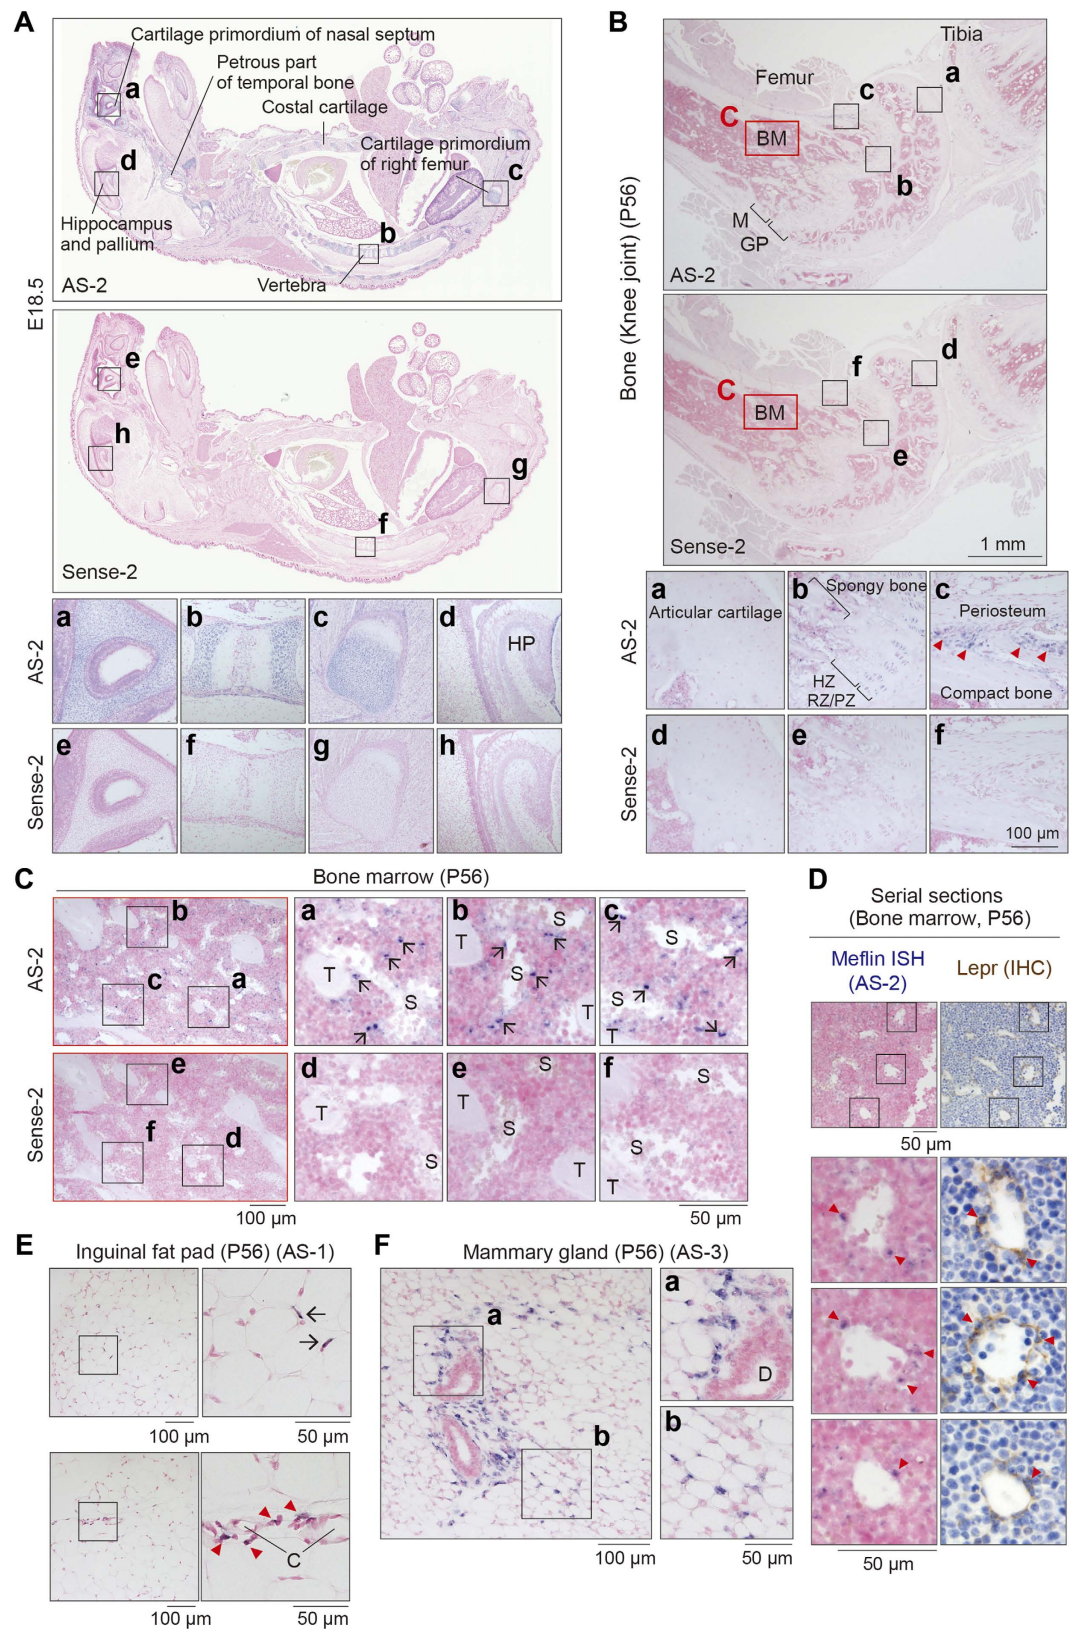 A
Cartilage primordium of nasal septum
Petrous part
of temporal bone
Costal cartilage
Cartilage primordium
of right femur
a
d
c
b
Hippocampus
and pallium
Vertebra
AS-2
E18.5
e
h
g
f
Sense-2
a
b
c
d
HP
AS-2
e
f
g
h
Sense-2
B
Tibia
Femur
a
c
C
BM
b
M
GP
AS-2
Bone (Knee joint) (P56)
d
f
C
BM
e
Sense-2
1 mm
a
Articular cartilage
b
Spongy bone
HZ
RZ/PZ
c
Periosteum
Compact bone
AS-2
d
e
f
Sense-2
100 µm
C
Bone marrow (P56)
b
c
a
AS-2
a
T
S
b
T
S
S
T
c
S
S
T
e
f
d
Sense-2
100 µm
d
T
S
e
S
T
S
T
f
S
T
50 µm
D
Serial sections
(Bone marrow, P56)
Meflin ISH
(AS-2)
Lepr (IHC)
50 µm
50 µm
E
Inguinal fat pad (P56) (AS-1)
100 µm
50 µm
C
100 µm
50 µm
F
Mammary gland (P56) (AS-3)
a
b
100 µm
a
D
b
50 µm